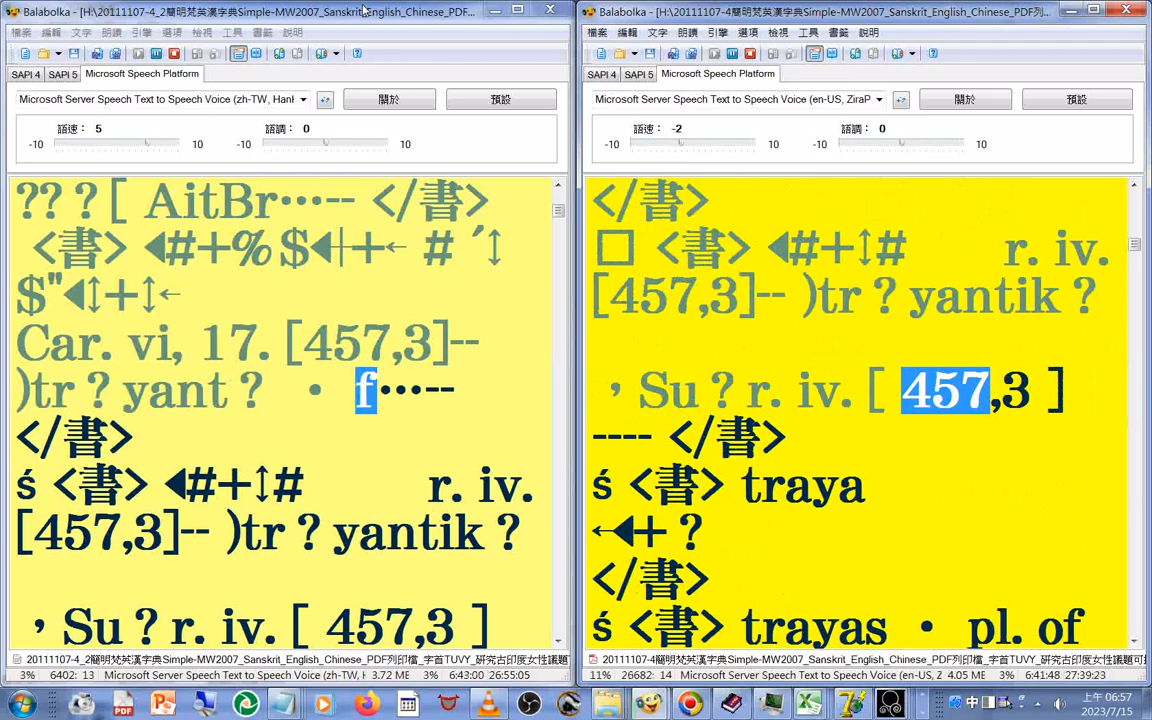 Balabolka - [H:\20111107-4_2簡明梵英漢字典Simple-MW2007_Sanskrit_English_Chinese_PDF...
檔案 編輯 文字 朗讀 引擎 選項 檢視 工具 書籤 說明
SAPI 4 SAPI 5 Microsoft Speech Platform
Microsoft Server Speech Text to Speech Voice (zh-TW, Hanl 關於 預設
語速： 5 語調： 0
-10 10 -10 10
?? ? [ AitBr…-- </書>
<書> ◀#+% $◀┼+← # ˊ↕
$"◀↕+↕←
Car. vi, 17. [457,3]--
)tr ? yant ? • f…--
</書>
ś <書> ◀#+↕# r. iv.
[457,3]-- )tr ? yantik ?
，Su ? r. iv. [ 457,3 ]
20111107-4_2簡明梵英漢字典Simple-MW2007_Sanskrit_English_Chinese_PDF列印檔_字首TUVY_研究古印度女性議題
3% 6402: 13 Microsoft Server Speech Text to Speech Voice (zh-TW, H 3.72 MB 3% 6:43:00 26:55:05
Balabolka - [H:\20111107-4簡明梵英漢字典Simple-MW2007_Sanskrit_English_Chinese_PDF列...
檔案 編輯 文字 朗讀 引擎 選項 檢視 工具 書籤 說明
SAPI 4 SAPI 5 Microsoft Speech Platform
Microsoft Server Speech Text to Speech Voice (en-US, ZiraP 關於 預設
語速： -2 語調： 0
-10 10 -10 10
</書>
□ <書> ◀#+↕# r. iv.
[457,3]-- )tr ? yantik ?
，Su ? r. iv. [ 457,3 ]
---- </書>
ś <書> traya
←◀+ ?
</書>
ś <書> trayas • pl. of
20111107-4簡明梵英漢字典Simple-MW2007_Sanskrit_English_Chinese_PDF列印檔_字首TUVY_研究古印度女性議題可
11% 26682: 14 Microsoft Server Speech Text to Speech Voice (en-US, Z 4.05 MB 3% 6:41:48 27:39:23
中
上午 06:57
2023/7/15